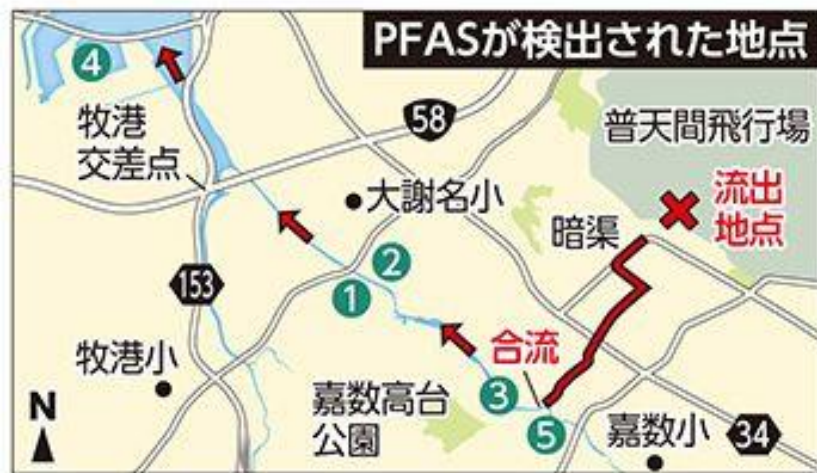 PFASが検出された地点
4
牧港
交差点
58
普天間飛行場
大謝名小
流出
地点
暗渠
153
2
1
牧港小
合流
嘉数高台
公園
3
5
嘉数小
34
N